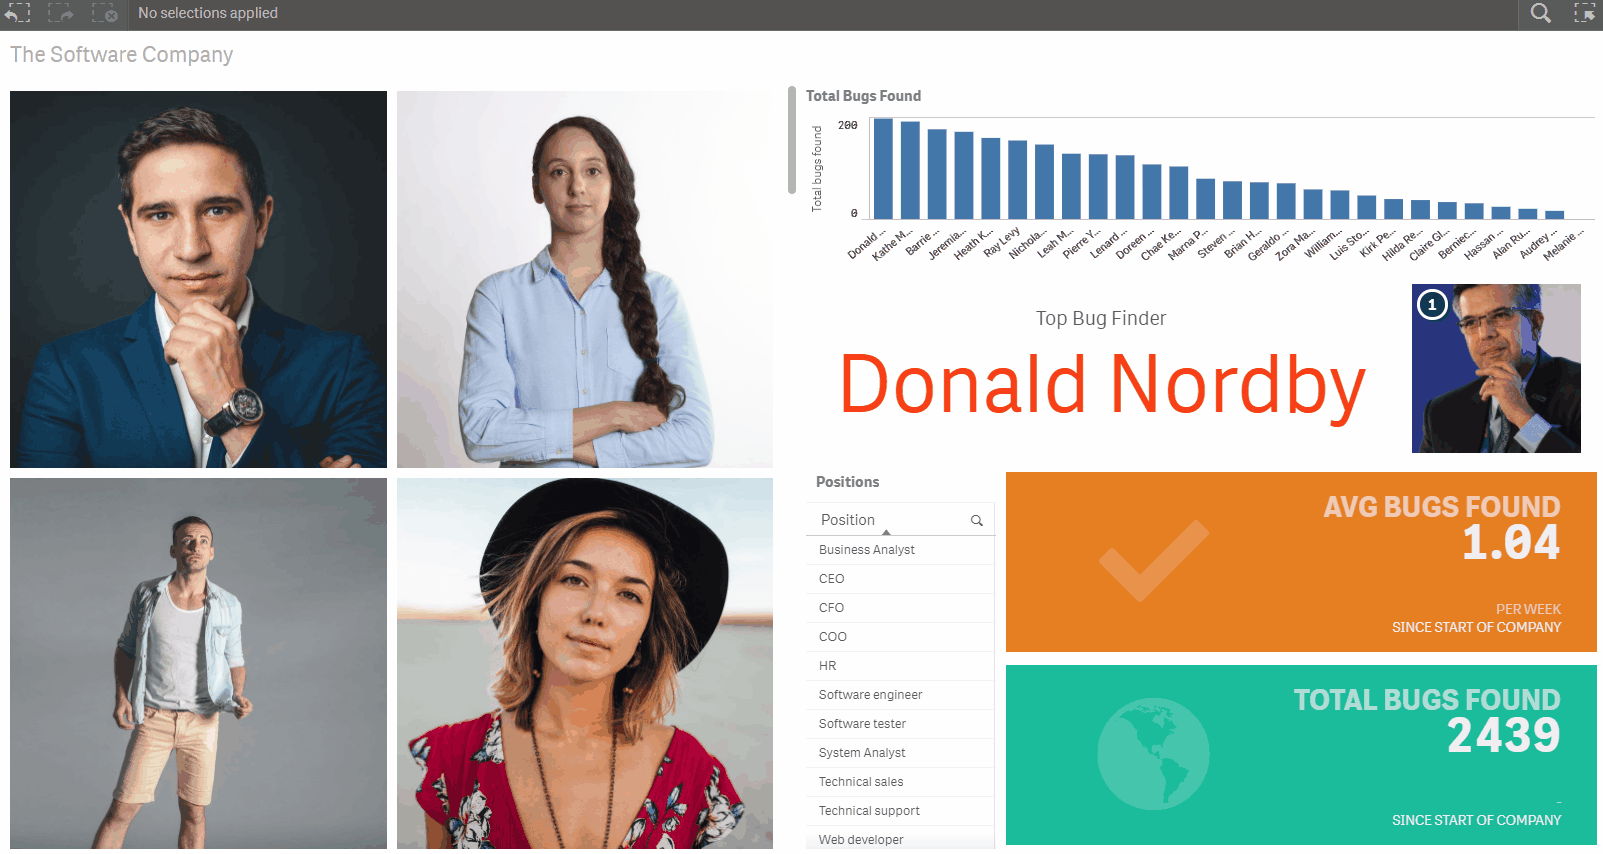 No selections applied
The Software Company
Total Bugs Found
Total bugs found
200
0
Donald ...
Kathe M...
Barrie ...
Jeremia...
Heath K...
Ray Levy
Nichola...
Leah M...
Pierre Y...
Lenard ...
Doreen ...
Chae Ke...
Marna P...
Steven ...
Brian H...
Geraldo ...
Zora Ma...
William...
Luis Sto...
Kirk Pe...
Hilda Re...
Claire Gl...
Berniec...
Hassan ...
Alan Ru...
Audrey ...
Melanie ...
Top Bug Finder
Donald Nordby
1
Positions
Position
Business Analyst
CEO
CFO
COO
HR
Software engineer
Software tester
System Analyst
Technical sales
Technical support
Web developer
AVG BUGS FOUND
1.04
PER WEEK
SINCE START OF COMPANY
TOTAL BUGS FOUND
2439
-
SINCE START OF COMPANY